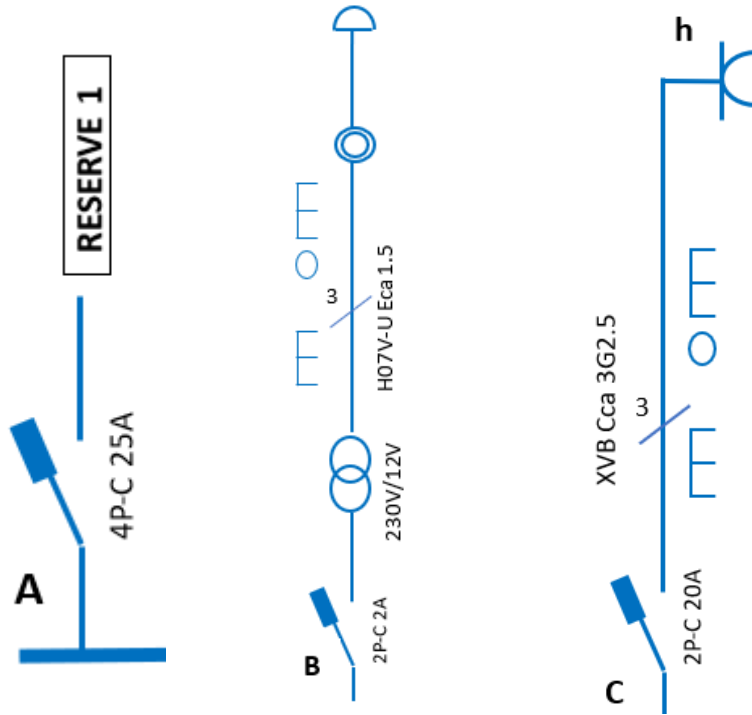 RESERVE 1
4P-C 25A
A
3
H07V-U Eca 1.5
230V/12V
2P-C 2A
B
h
XVB Cca 3G2.5
3
2P-C 20A
C